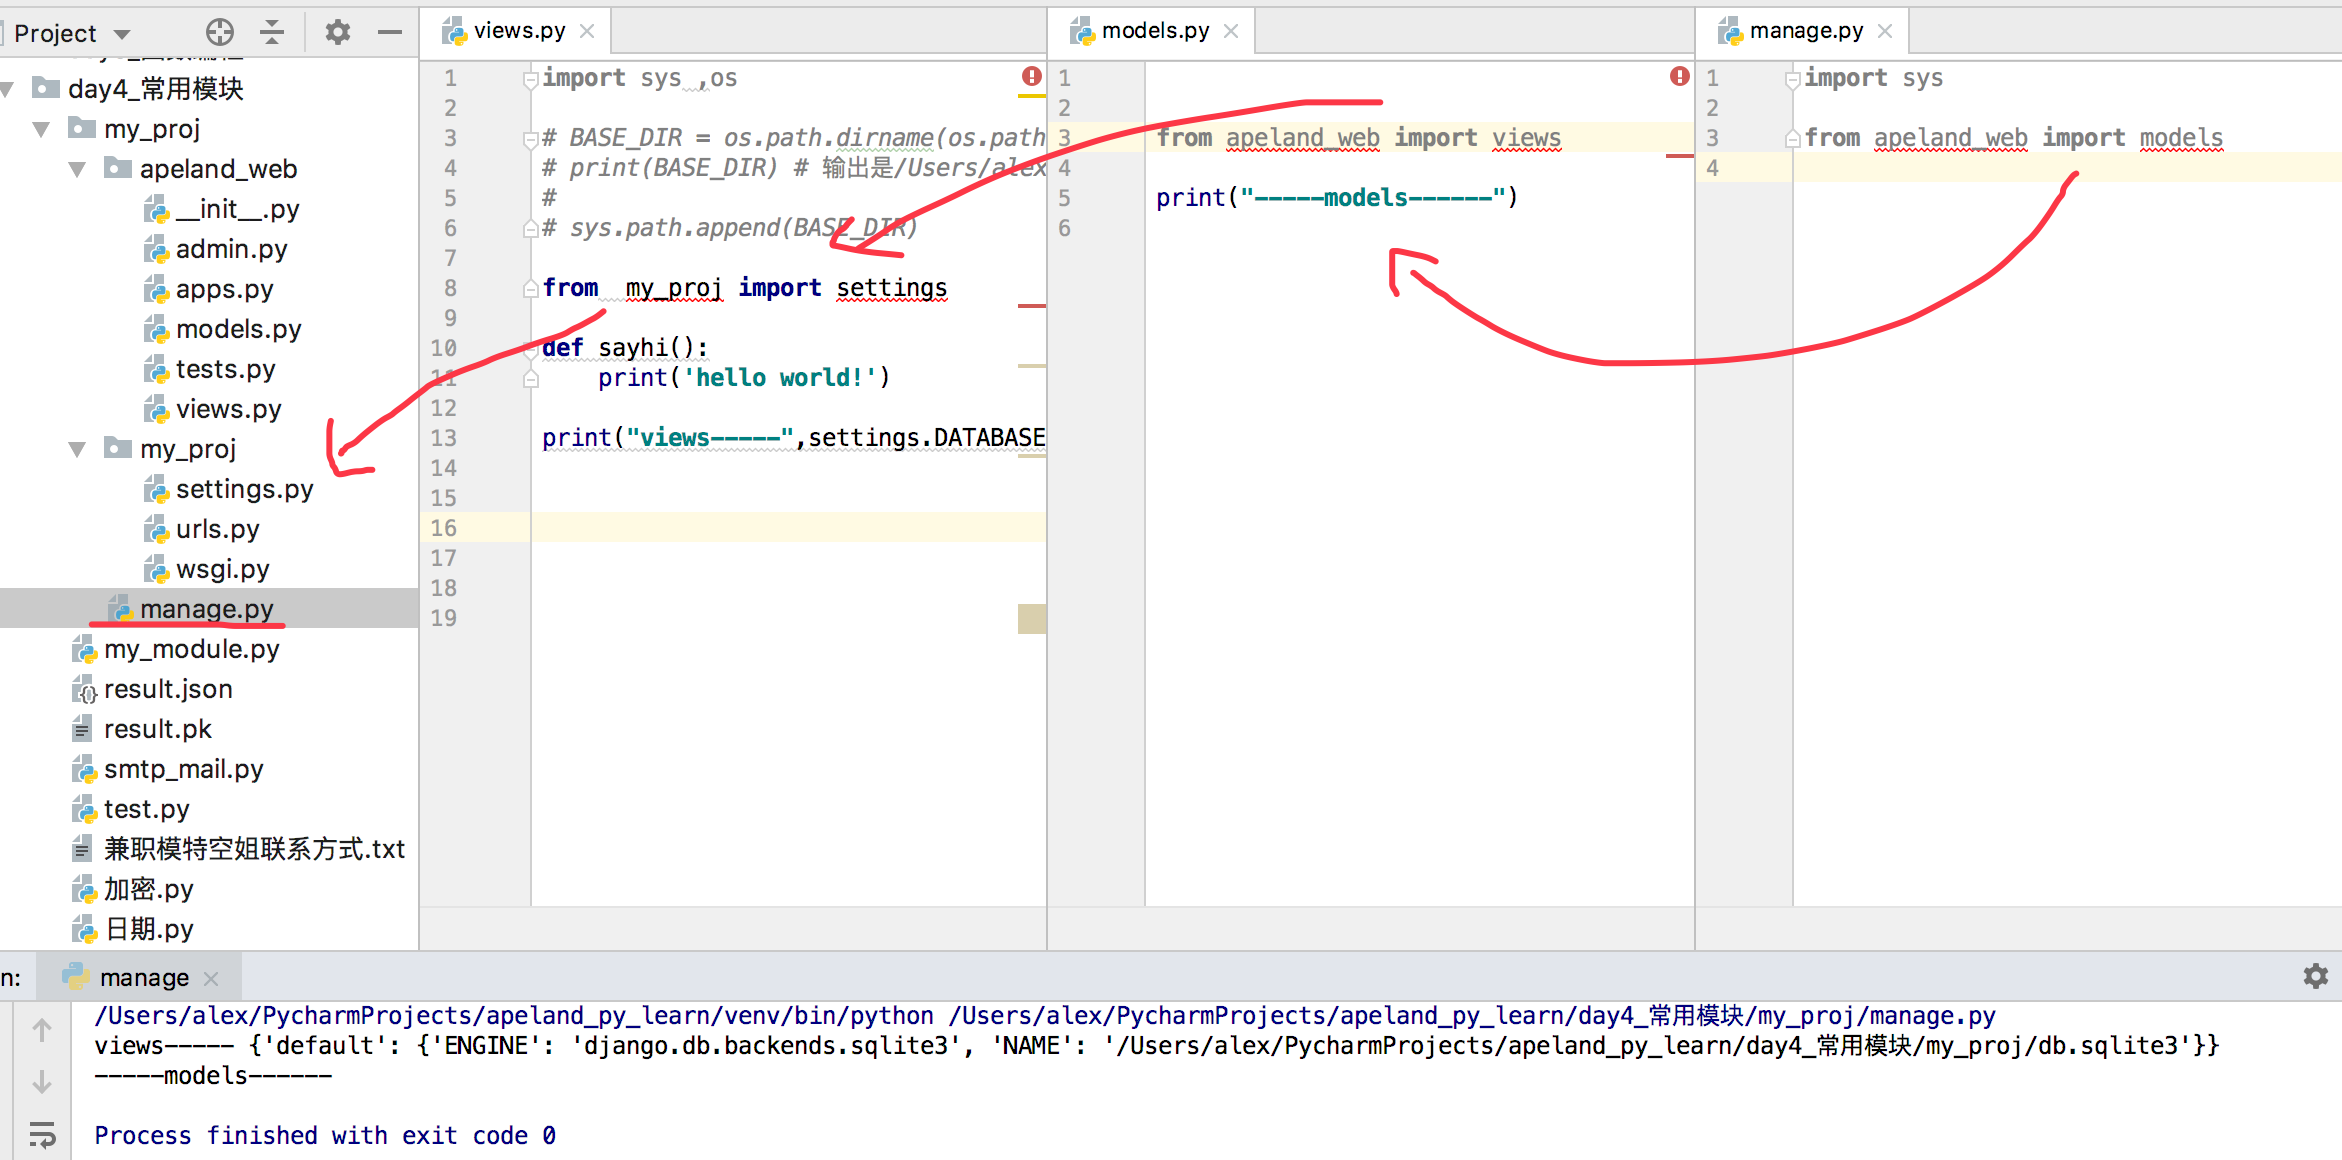 Project
day4_常用模块
my_proj
apeland_web
__init__.py
admin.py
apps.py
models.py
tests.py
views.py
my_proj
settings.py
urls.py
wsgi.py
manage.py
my_module.py
result.json
result.pk
smtp_mail.py
test.py
兼职模特空姐联系方式.txt
加密.py
日期.py
views.py
1 import sys ,os
2
3 # BASE_DIR = os.path.dirname(os.path
4 # print(BASE_DIR) # 输出是/Users/alex
5 #
6 # sys.path.append(BASE_DIR)
7
8 from  my_proj import settings
9
10 def sayhi():
11     print('hello world!')
12
13 print("views-----",settings.DATABASE
14
15
16
17
18
19
models.py
1
2
3 from apeland_web import views
4
5 print("-----models------")
6
manage.py
1 import sys
2
3 from apeland_web import models
4
n:
manage
/Users/alex/PycharmProjects/apeland_py_learn/venv/bin/python /Users/alex/PycharmProjects/apeland_py_learn/day4_常用模块/my_proj/manage.py
views----- {'default': {'ENGINE': 'django.db.backends.sqlite3', 'NAME': '/Users/alex/PycharmProjects/apeland_py_learn/day4_常用模块/my_proj/db.sqlite3'}}
-----models------
Process finished with exit code 0